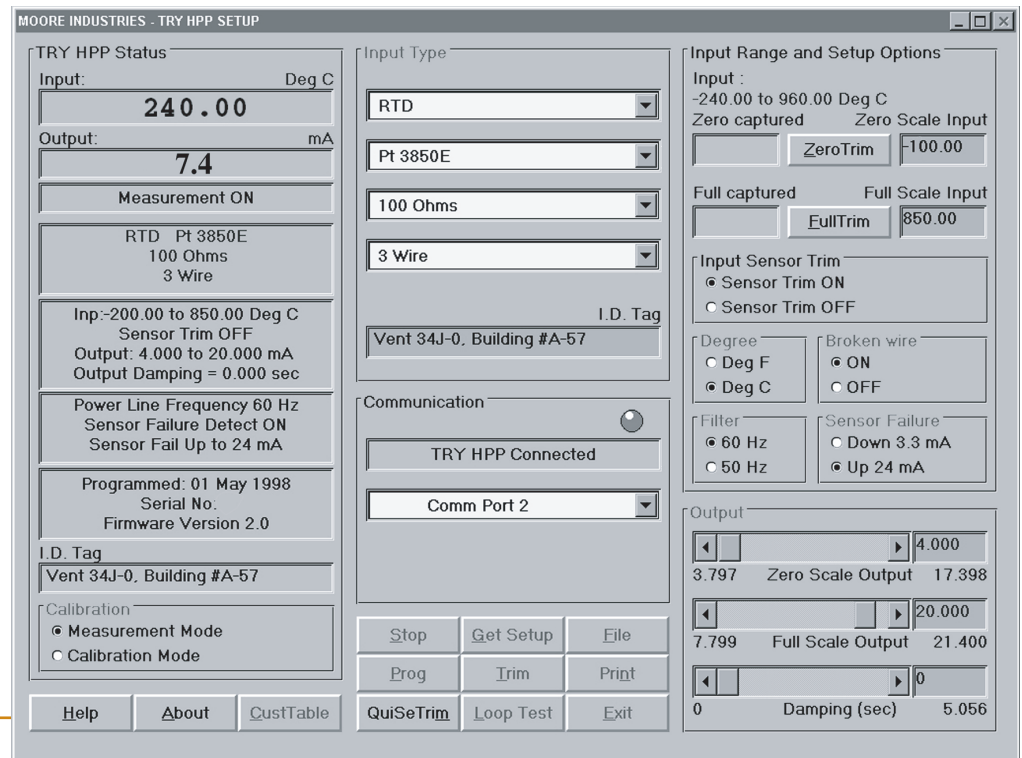 MOORE INDUSTRIES - TRY HPP SETUP
TRY HPP Status
Input: Deg C
240.00
Output: mA
7.4
Measurement ON
RTD Pt 3850E
100 Ohms
3 Wire
Inp:-200.00 to 850.00 Deg C
Sensor Trim OFF
Output: 4.000 to 20.000 mA
Output Damping = 0.000 sec
Power Line Frequency 60 Hz
Sensor Failure Detect ON
Sensor Fail Up to 24 mA
Programmed: 01 May 1998
Serial No:
Firmware Version 2.0
I.D. Tag
Vent 34J-0, Building #A-57
Calibration
Measurement Mode
Calibration Mode
Help About CustTable
Input Type
RTD
Pt 3850E
100 Ohms
3 Wire
I.D. Tag
Vent 34J-0, Building #A-57
Communication
TRY HPP Connected
Comm Port 2
Stop Get Setup File
Prog Trim Print
QuiSeTrim Loop Test Exit
Input Range and Setup Options
Input :
-240.00 to 960.00 Deg C
Zero captured Zero Scale Input
ZeroTrim -100.00
Full captured Full Scale Input
FullTrim 850.00
Input Sensor Trim
Sensor Trim ON
Sensor Trim OFF
Degree Broken wire
Deg F ON
Deg C OFF
Filter Sensor Failure
60 Hz Down 3.3 mA
50 Hz Up 24 mA
Output
4.000
3.797 Zero Scale Output 17.398
20.000
7.799 Full Scale Output 21.400
0
0 Damping (sec) 5.056